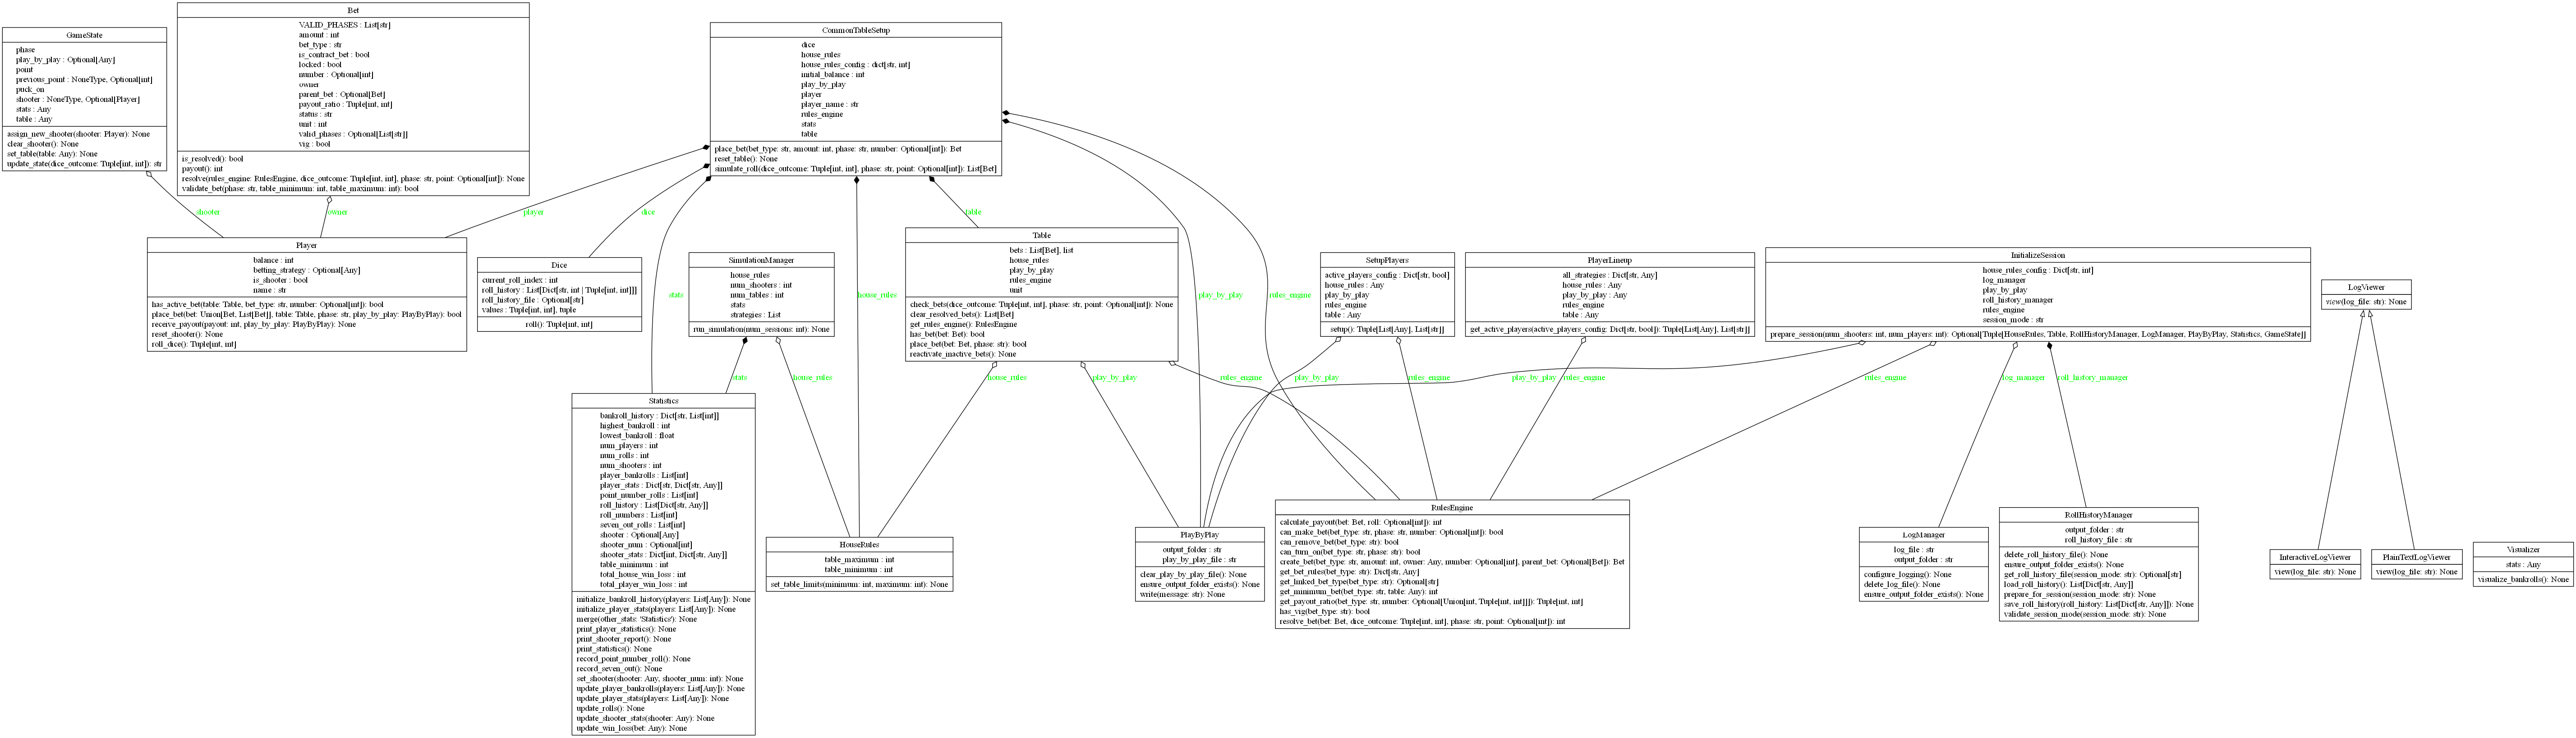 GameState
phase
play_by_play : Optional[Any]
point
previous_point : NoneType, Optional[int]
puck_on
shooter : NoneType, Optional[Player]
stats : Any
table : Any
assign_new_shooter(shooter: Player): None
clear_shooter(): None
set_table(table: Any): None
update_state(dice_outcome: Tuple[int, int]): str
Bet
VALID_PHASES : List[str]
amount : int
bet_type : str
is_contract_bet : bool
locked : bool
number : Optional[int]
owner
parent_bet : Optional[Bet]
payout_ratio : Tuple[int, int]
status : str
unit : int
valid_phases : Optional[List[str]]
vig : bool
is_resolved(): bool
payout(): int
resolve(rules_engine: RulesEngine, dice_outcome: Tuple[int, int], phase: str, point: Optional[int]): None
validate_bet(phase: str, table_minimum: int, table_maximum: int): bool
CommonTableSetup
dice
house_rules
house_rules_config : dict[str, int]
initial_balance : int
play_by_play
player
player_name : str
rules_engine
stats
table
place_bet(bet_type: str, amount: int, phase: str, number: Optional[int]): Bet
reset_table(): None
simulate_roll(dice_outcome: Tuple[int, int], phase: str, point: Optional[int]): List[Bet]
shooter
owner
player
dice
table
Player
balance : int
betting_strategy : Optional[Any]
is_shooter : bool
name : str
has_active_bet(table: Table, bet_type: str, number: Optional[int]): bool
place_bet(bet: Union[Bet, List[Bet]], table: Table, phase: str, play_by_play: PlayByPlay): bool
receive_payout(payout: int, play_by_play: PlayByPlay): None
reset_shooter(): None
roll_dice(): Tuple[int, int]
Dice
current_roll_index : int
roll_history : List[Dict[str, int | Tuple[int, int]]]
roll_history_file : Optional[str]
values : Tuple[int, int], tuple
roll(): Tuple[int, int]
stats
SimulationManager
house_rules
num_shooters : int
num_tables : int
stats
strategies : List
run_simulation(num_sessions: int): None
house_rules
Table
bets : List[Bet], list
house_rules
play_by_play
rules_engine
unit
check_bets(dice_outcome: Tuple[int, int], phase: str, point: Optional[int]): None
clear_resolved_bets(): List[Bet]
get_rules_engine(): RulesEngine
has_bet(bet: Bet): bool
place_bet(bet: Bet, phase: str): bool
reactivate_inactive_bets(): None
play_by_play
rules_engine
SetupPlayers
active_players_config : Dict[str, bool]
house_rules : Any
play_by_play
rules_engine
table : Any
setup(): Tuple[List[Any], List[str]]
PlayerLineup
all_strategies : Dict[str, Any]
house_rules : Any
play_by_play : Any
rules_engine
table : Any
get_active_players(active_players_config: Dict[str, bool]): Tuple[List[Any], List[str]]
InitializeSession
house_rules_config : Dict[str, int]
log_manager
play_by_play
roll_history_manager
rules_engine
session_mode : str
prepare_session(num_shooters: int, num_players: int): Optional[Tuple[HouseRules, Table, RollHistoryManager, LogManager, PlayByPlay, Statistics, GameState]]
LogViewer
view(log_file: str): None
stats
house_rules
house_rules
play_by_play
rules_engine
play_by_play
rules_engine
play_by_play
rules_engine
rules_engine
log_manager
roll_history_manager
Statistics
bankroll_history : Dict[str, List[int]]
highest_bankroll : int
lowest_bankroll : float
num_players : int
num_rolls : int
num_shooters : int
player_bankrolls : List[int]
player_stats : Dict[str, Dict[str, Any]]
point_number_rolls : List[int]
roll_history : List[Dict[str, Any]]
roll_numbers : List[int]
seven_out_rolls : List[int]
shooter : Optional[Any]
shooter_num : Optional[int]
shooter_stats : Dict[int, Dict[str, Any]]
table_minimum : int
total_house_win_loss : int
total_player_win_loss : int
initialize_bankroll_history(players: List[Any]): None
initialize_player_stats(players: List[Any]): None
merge(other_stats: 'Statistics'): None
print_player_statistics(): None
print_shooter_report(): None
print_statistics(): None
record_point_number_roll(): None
record_seven_out(): None
set_shooter(shooter: Any, shooter_num: int): None
update_player_bankrolls(players: List[Any]): None
update_player_stats(players: List[Any]): None
update_rolls(): None
update_shooter_stats(shooter: Any): None
update_win_loss(bet: Any): None
HouseRules
table_maximum : int
table_minimum : int
set_table_limits(minimum: int, maximum: int): None
PlayByPlay
output_folder : str
play_by_play_file : str
clear_play_by_play_file(): None
ensure_output_folder_exists(): None
write(message: str): None
RulesEngine
calculate_payout(bet: Bet, roll: Optional[int]): int
can_make_bet(bet_type: str, phase: str, number: Optional[int]): bool
can_remove_bet(bet_type: str): bool
can_turn_on(bet_type: str, phase: str): bool
create_bet(bet_type: str, amount: int, owner: Any, number: Optional[int], parent_bet: Optional[Bet]): Bet
get_bet_rules(bet_type: str): Dict[str, Any]
get_linked_bet_type(bet_type: str): Optional[str]
get_minimum_bet(bet_type: str, table: Any): int
get_payout_ratio(bet_type: str, number: Optional[Union[int, Tuple[int, int]]]): Tuple[int, int]
has_vig(bet_type: str): bool
resolve_bet(bet: Bet, dice_outcome: Tuple[int, int], phase: str, point: Optional[int]): int
LogManager
log_file : str
output_folder : str
configure_logging(): None
delete_log_file(): None
ensure_output_folder_exists(): None
RollHistoryManager
output_folder : str
roll_history_file : str
delete_roll_history_file(): None
ensure_output_folder_exists(): None
get_roll_history_file(session_mode: str): Optional[str]
load_roll_history(): List[Dict[str, Any]]
prepare_for_session(session_mode: str): None
save_roll_history(roll_history: List[Dict[str, Any]]): None
validate_session_mode(session_mode: str): None
InteractiveLogViewer
view(log_file: str): None
PlainTextLogViewer
view(log_file: str): None
Visualizer
stats : Any
visualize_bankrolls(): None